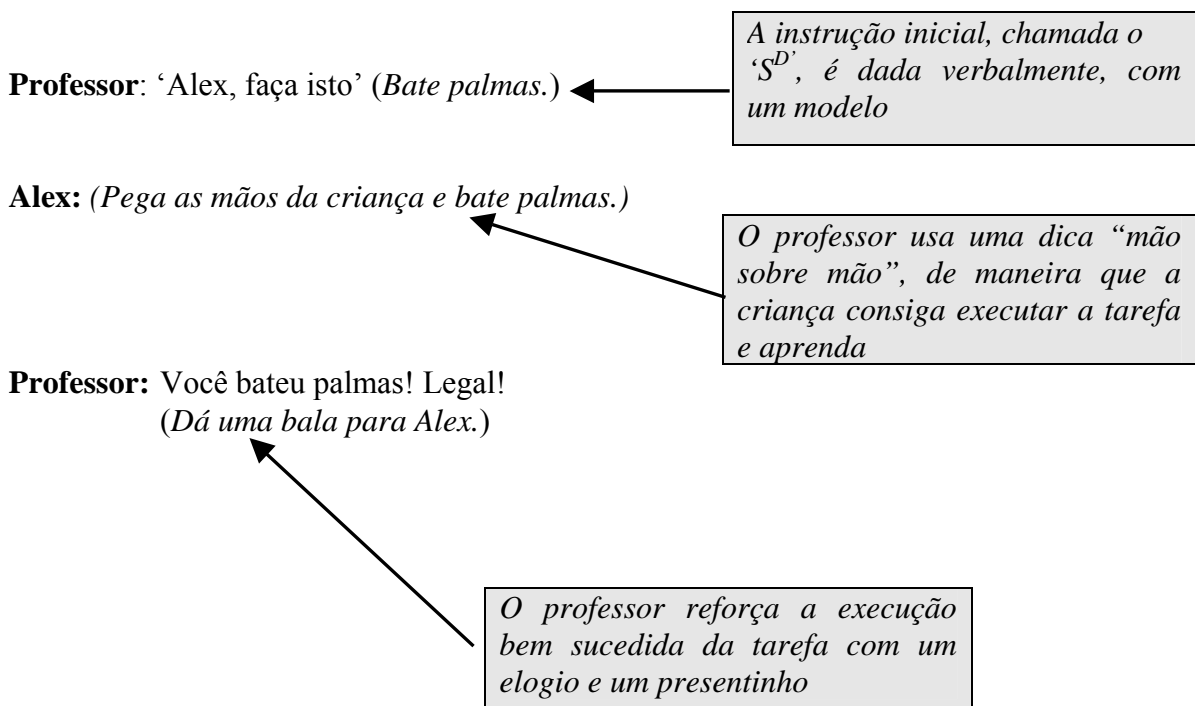 A instrução inicial, chamada o
‘S^D’, é dada verbalmente, com
um modelo
Professor: ‘Alex, faça isto’ (Bate palmas.)
Alex: (Pega as mãos da criança e bate palmas.)
O professor usa uma dica “mão
sobre mão”, de maneira que a
criança consiga executar a tarefa
e aprenda
Professor: Você bateu palmas! Legal!
(Dá uma bala para Alex.)
O professor reforça a execução
bem sucedida da tarefa com um
elogio e um presentinho